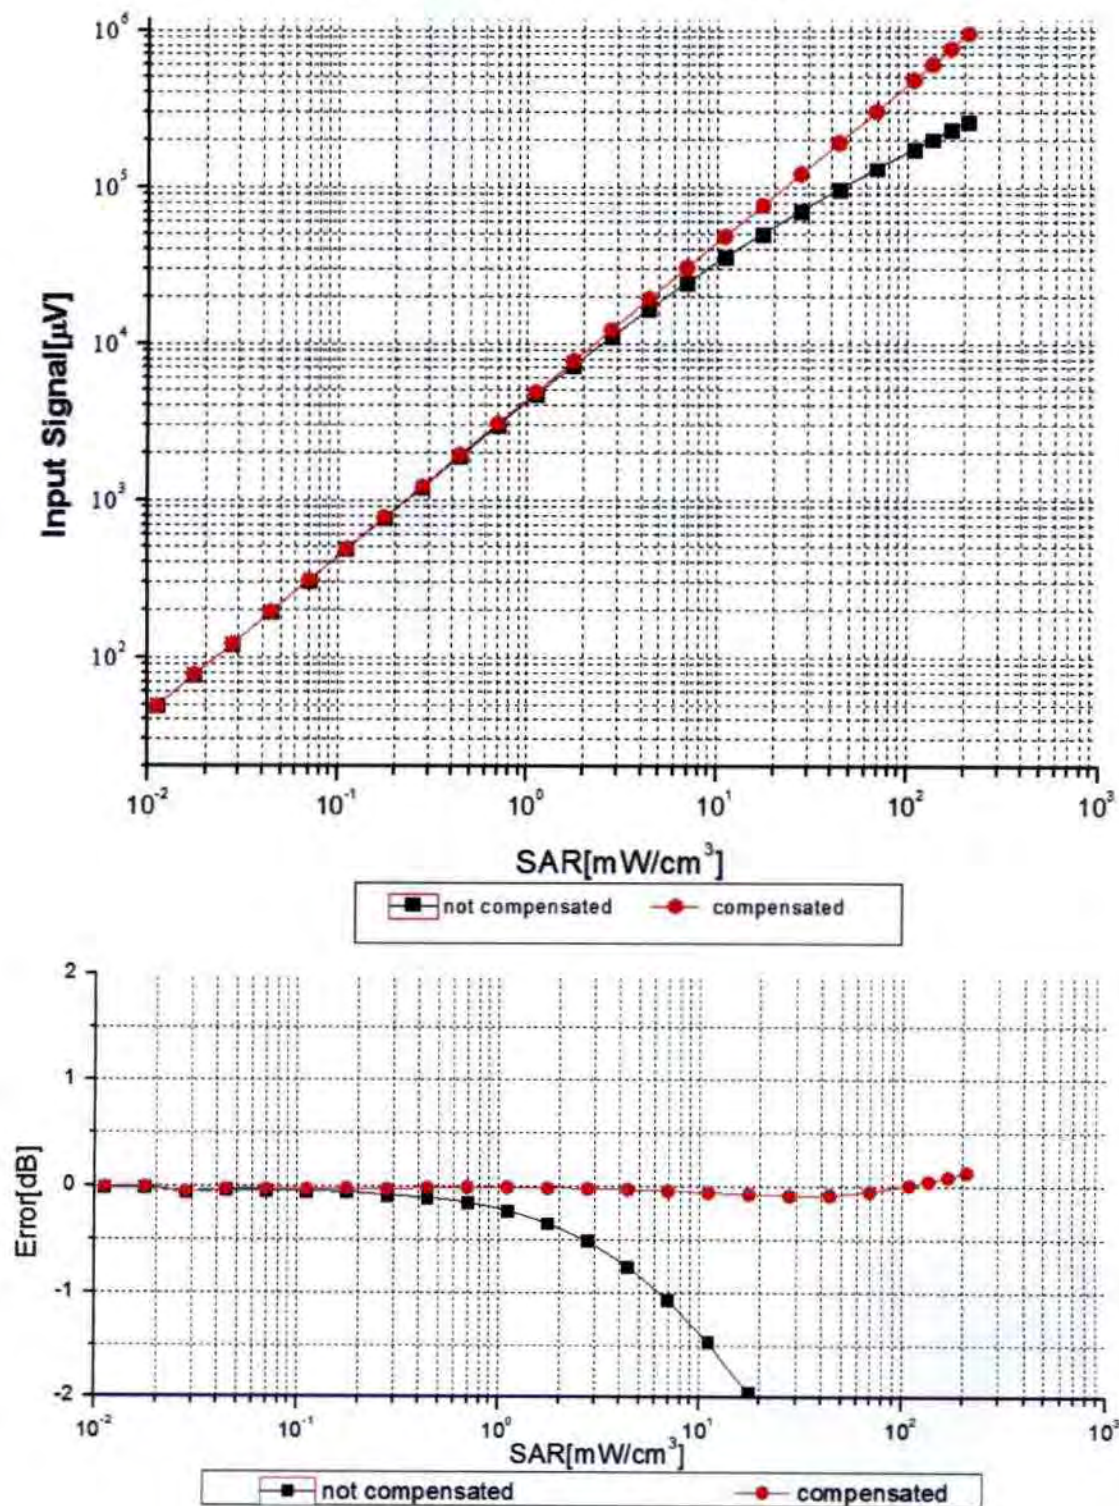 10⁶
10⁵
10⁴
10³
10²
Input Signal[μV]
10⁻² 10⁻¹ 10⁰ 10¹ 10² 10³
SAR[mW/cm³]
not compensated compensated
2
1
0
-1
-2
Error[dB]
10⁻² 10⁻¹ 10⁰ 10¹ 10² 10³
SAR[mW/cm³]
not compensated compensated